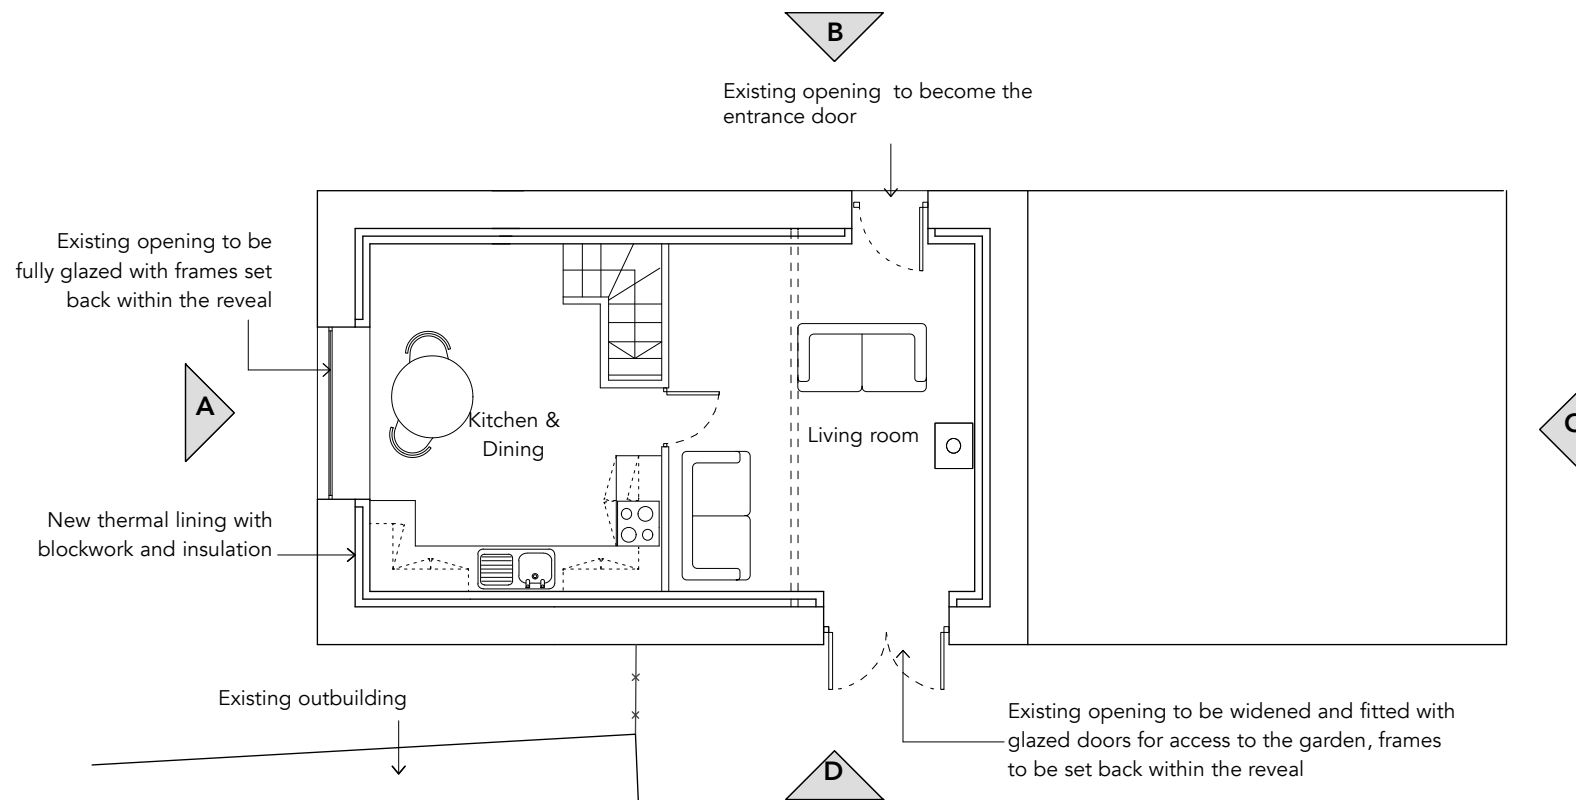 B
Existing opening to become the
entrance door
Existing opening to be
fully glazed with frames set
back within the reveal
A
Kitchen &
Dining
Living room
C
New thermal lining with
blockwork and insulation
Existing outbuilding
Existing opening to be widened and fitted with
glazed doors for access to the garden, frames
to be set back within the reveal
D